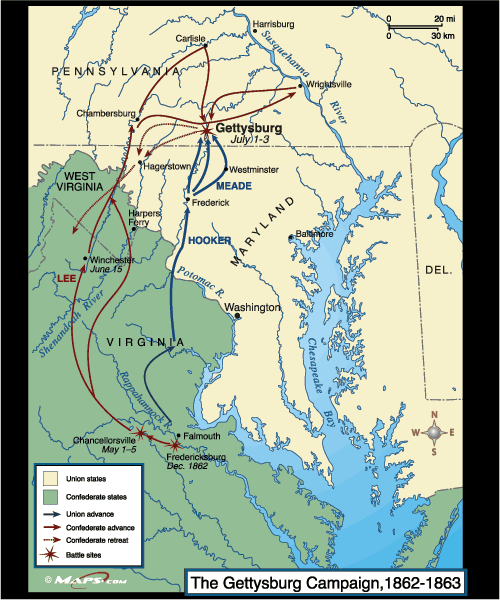 Harrisburg
0 20 mi
0 30 km
Carlisle
Susquehanna
River
PENNSYLVANIA
Wrightsville
Chambersburg
Gettysburg
July 1-3
Hagerstown
Westminster
WEST
VIRGINIA
MEADE
Frederick
Harpers
Ferry
MARYLAND
HOOKER
Baltimore
Winchester
June 15
LEE
DEL.
Potomac R.
Shenandoah River
Washington
VIRGINIA
Chesapeake
Bay
Rappahannock R.
N
W E
S
Falmouth
Chancellorsville
May 1–5
Fredericksburg
Dec. 1862
Union states
Confederate states
Union advance
Confederate advance
Confederate retreat
Battle sites
© MAPS.COM
The Gettysburg Campaign,1862-1863